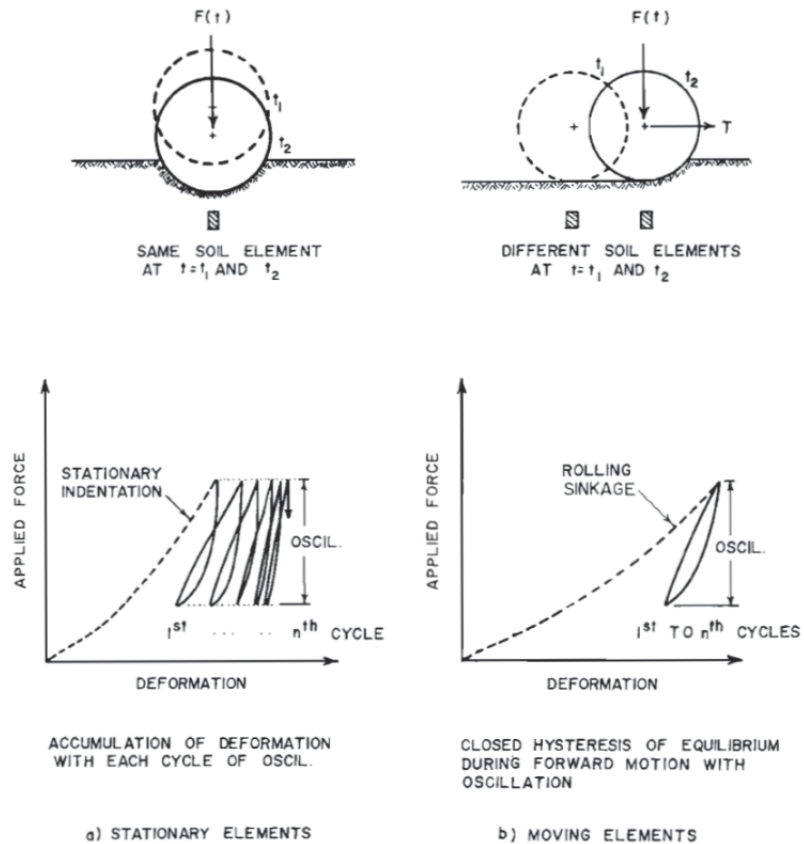 F(t)
t₁
t₂
SAME SOIL ELEMENT
AT t=t₁ AND t₂
F(t)
t₁
t₂
T
DIFFERENT SOIL ELEMENTS
AT t=t₁ AND t₂
APPLIED FORCE
STATIONARY
INDENTATION
OSCIL.
1ˢᵗ ... .. nᵗʰ CYCLE
DEFORMATION
ACCUMULATION OF DEFORMATION
WITH EACH CYCLE OF OSCIL.
a) STATIONARY ELEMENTS
APPLIED FORCE
ROLLING
SINKAGE
OSCIL.
1ˢᵗ TO nᵗʰ CYCLES
DEFORMATION
CLOSED HYSTERESIS OF EQUILIBRIUM
DURING FORWARD MOTION WITH
OSCILLATION
b) MOVING ELEMENTS